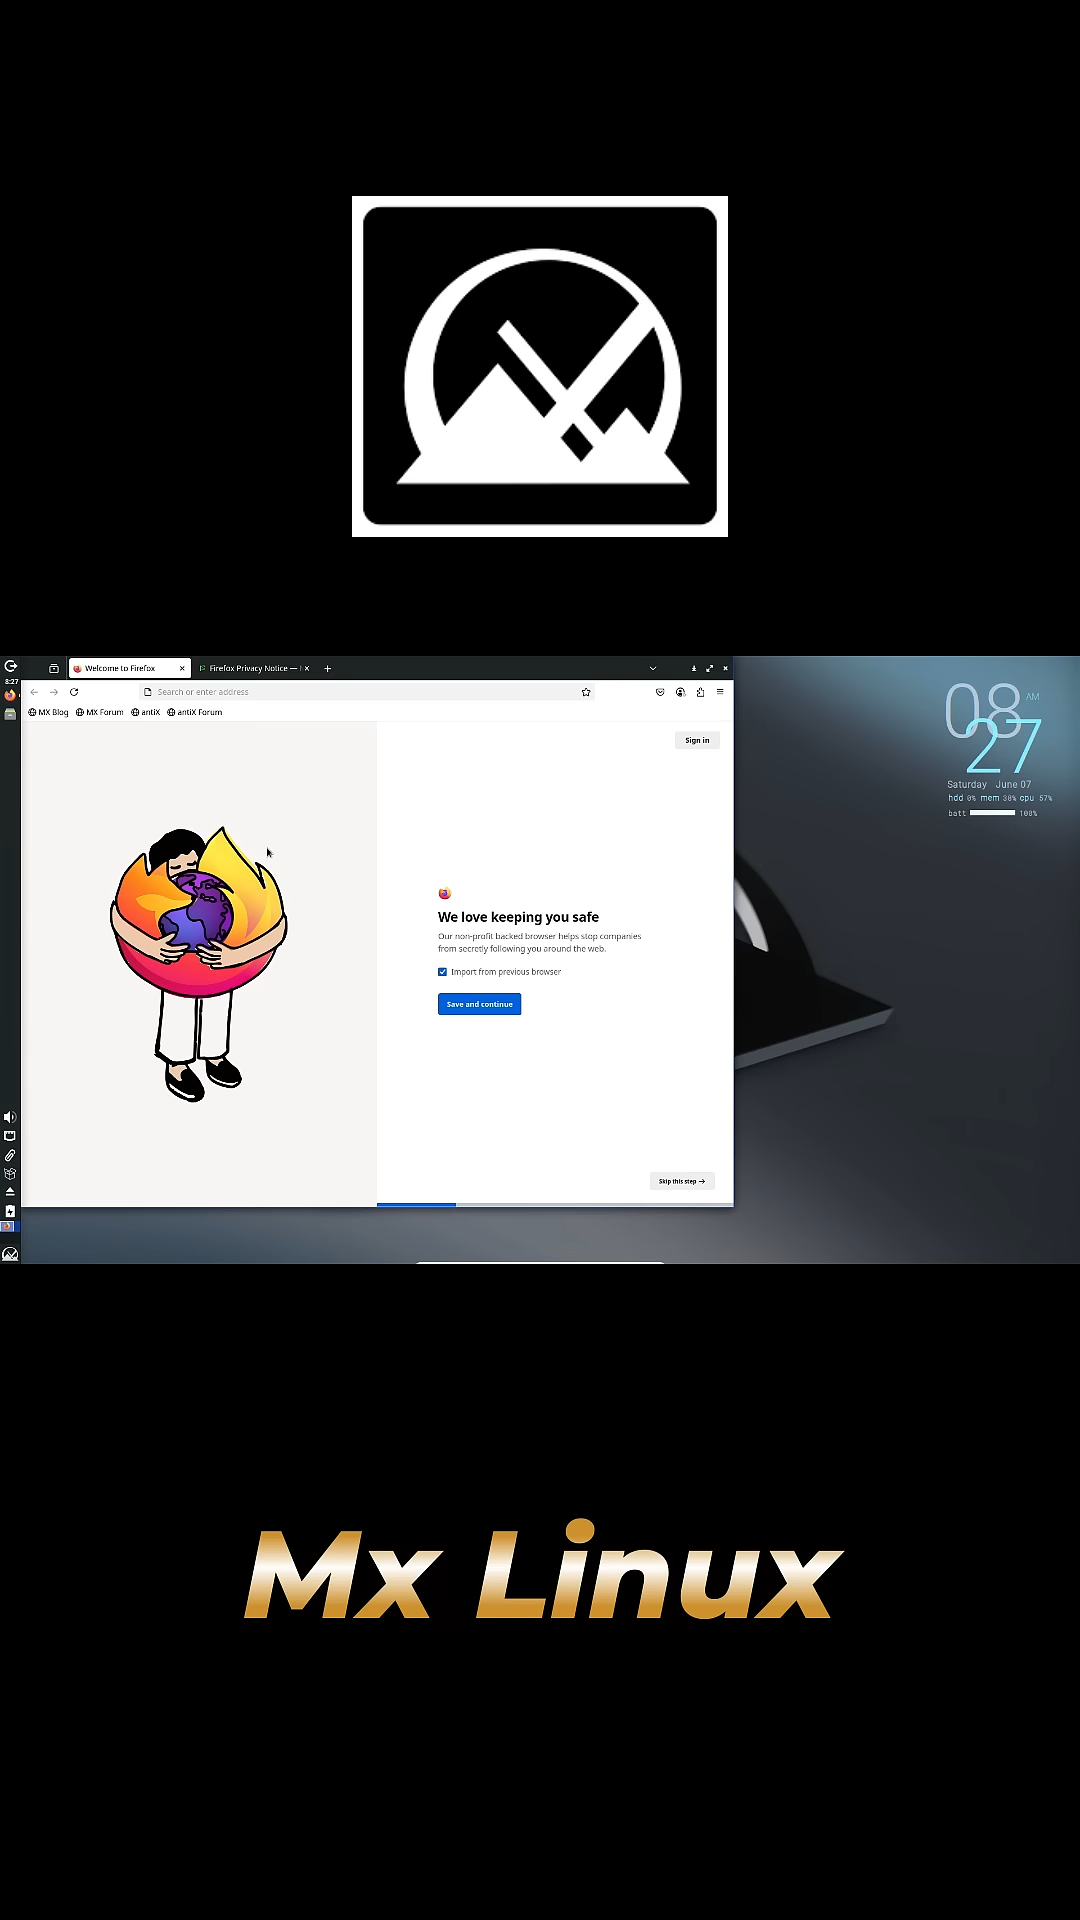 8:27
Welcome to Firefox
Firefox Privacy Notice —
Search or enter address
MX Blog
MX Forum
antiX
antiX Forum
Sign in
08 AM
27
Saturday June 07
hdd 0% mem 38% cpu 57%
batt 100%
We love keeping you safe
Our non-profit backed browser helps stop companies
from secretly following you around the web.
Import from previous browser
Save and continue
Skip this step →
Mx Linux